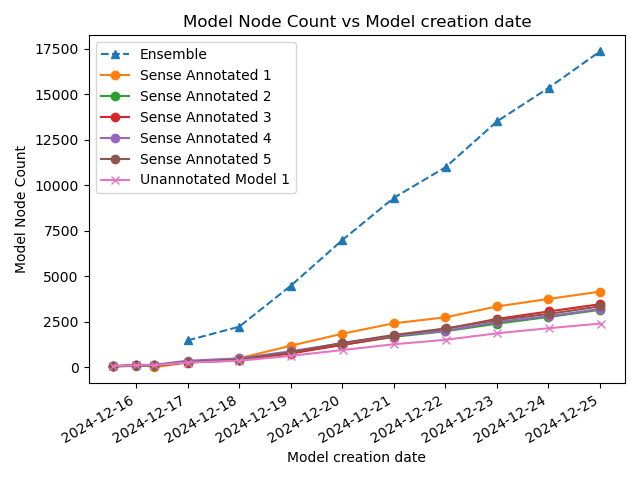 Model Node Count vs Model creation date
Ensemble
Sense Annotated 1
Sense Annotated 2
Sense Annotated 3
Sense Annotated 4
Sense Annotated 5
Unannotated Model 1
Model Node Count
17500
15000
12500
10000
7500
5000
2500
0
2024-12-16
2024-12-17
2024-12-18
2024-12-19
2024-12-20
2024-12-21
2024-12-22
2024-12-23
2024-12-24
2024-12-25
Model creation date